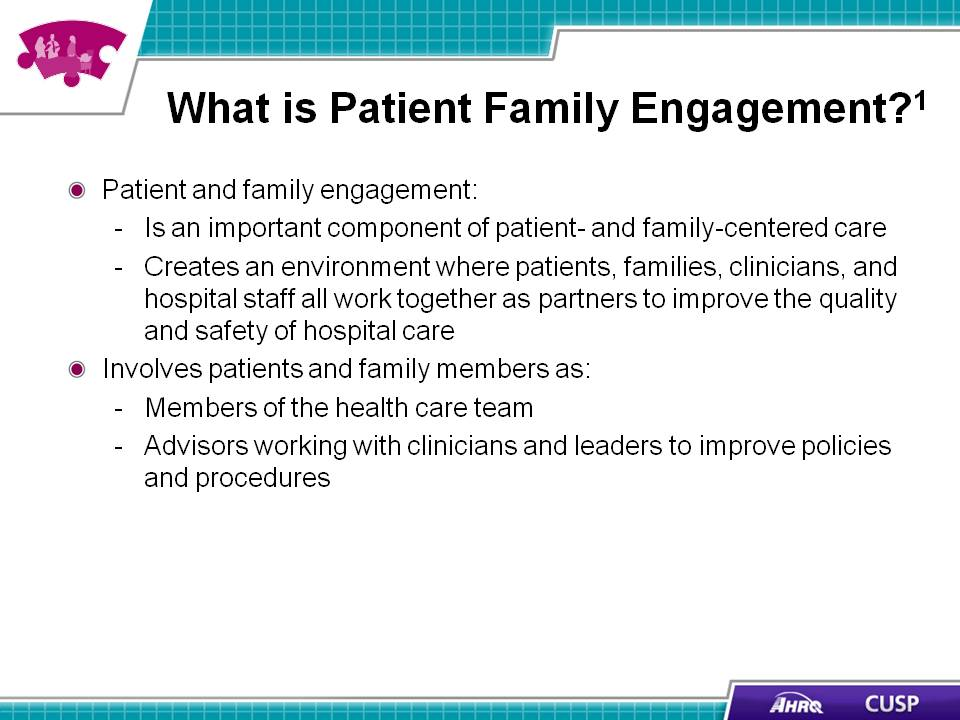 What is Patient Family Engagement?¹
Patient and family engagement:
- Is an important component of patient- and family-centered care
- Creates an environment where patients, families, clinicians, and
hospital staff all work together as partners to improve the quality
and safety of hospital care
Involves patients and family members as:
- Members of the health care team
- Advisors working with clinicians and leaders to improve policies
and procedures
AHRQ CUSP